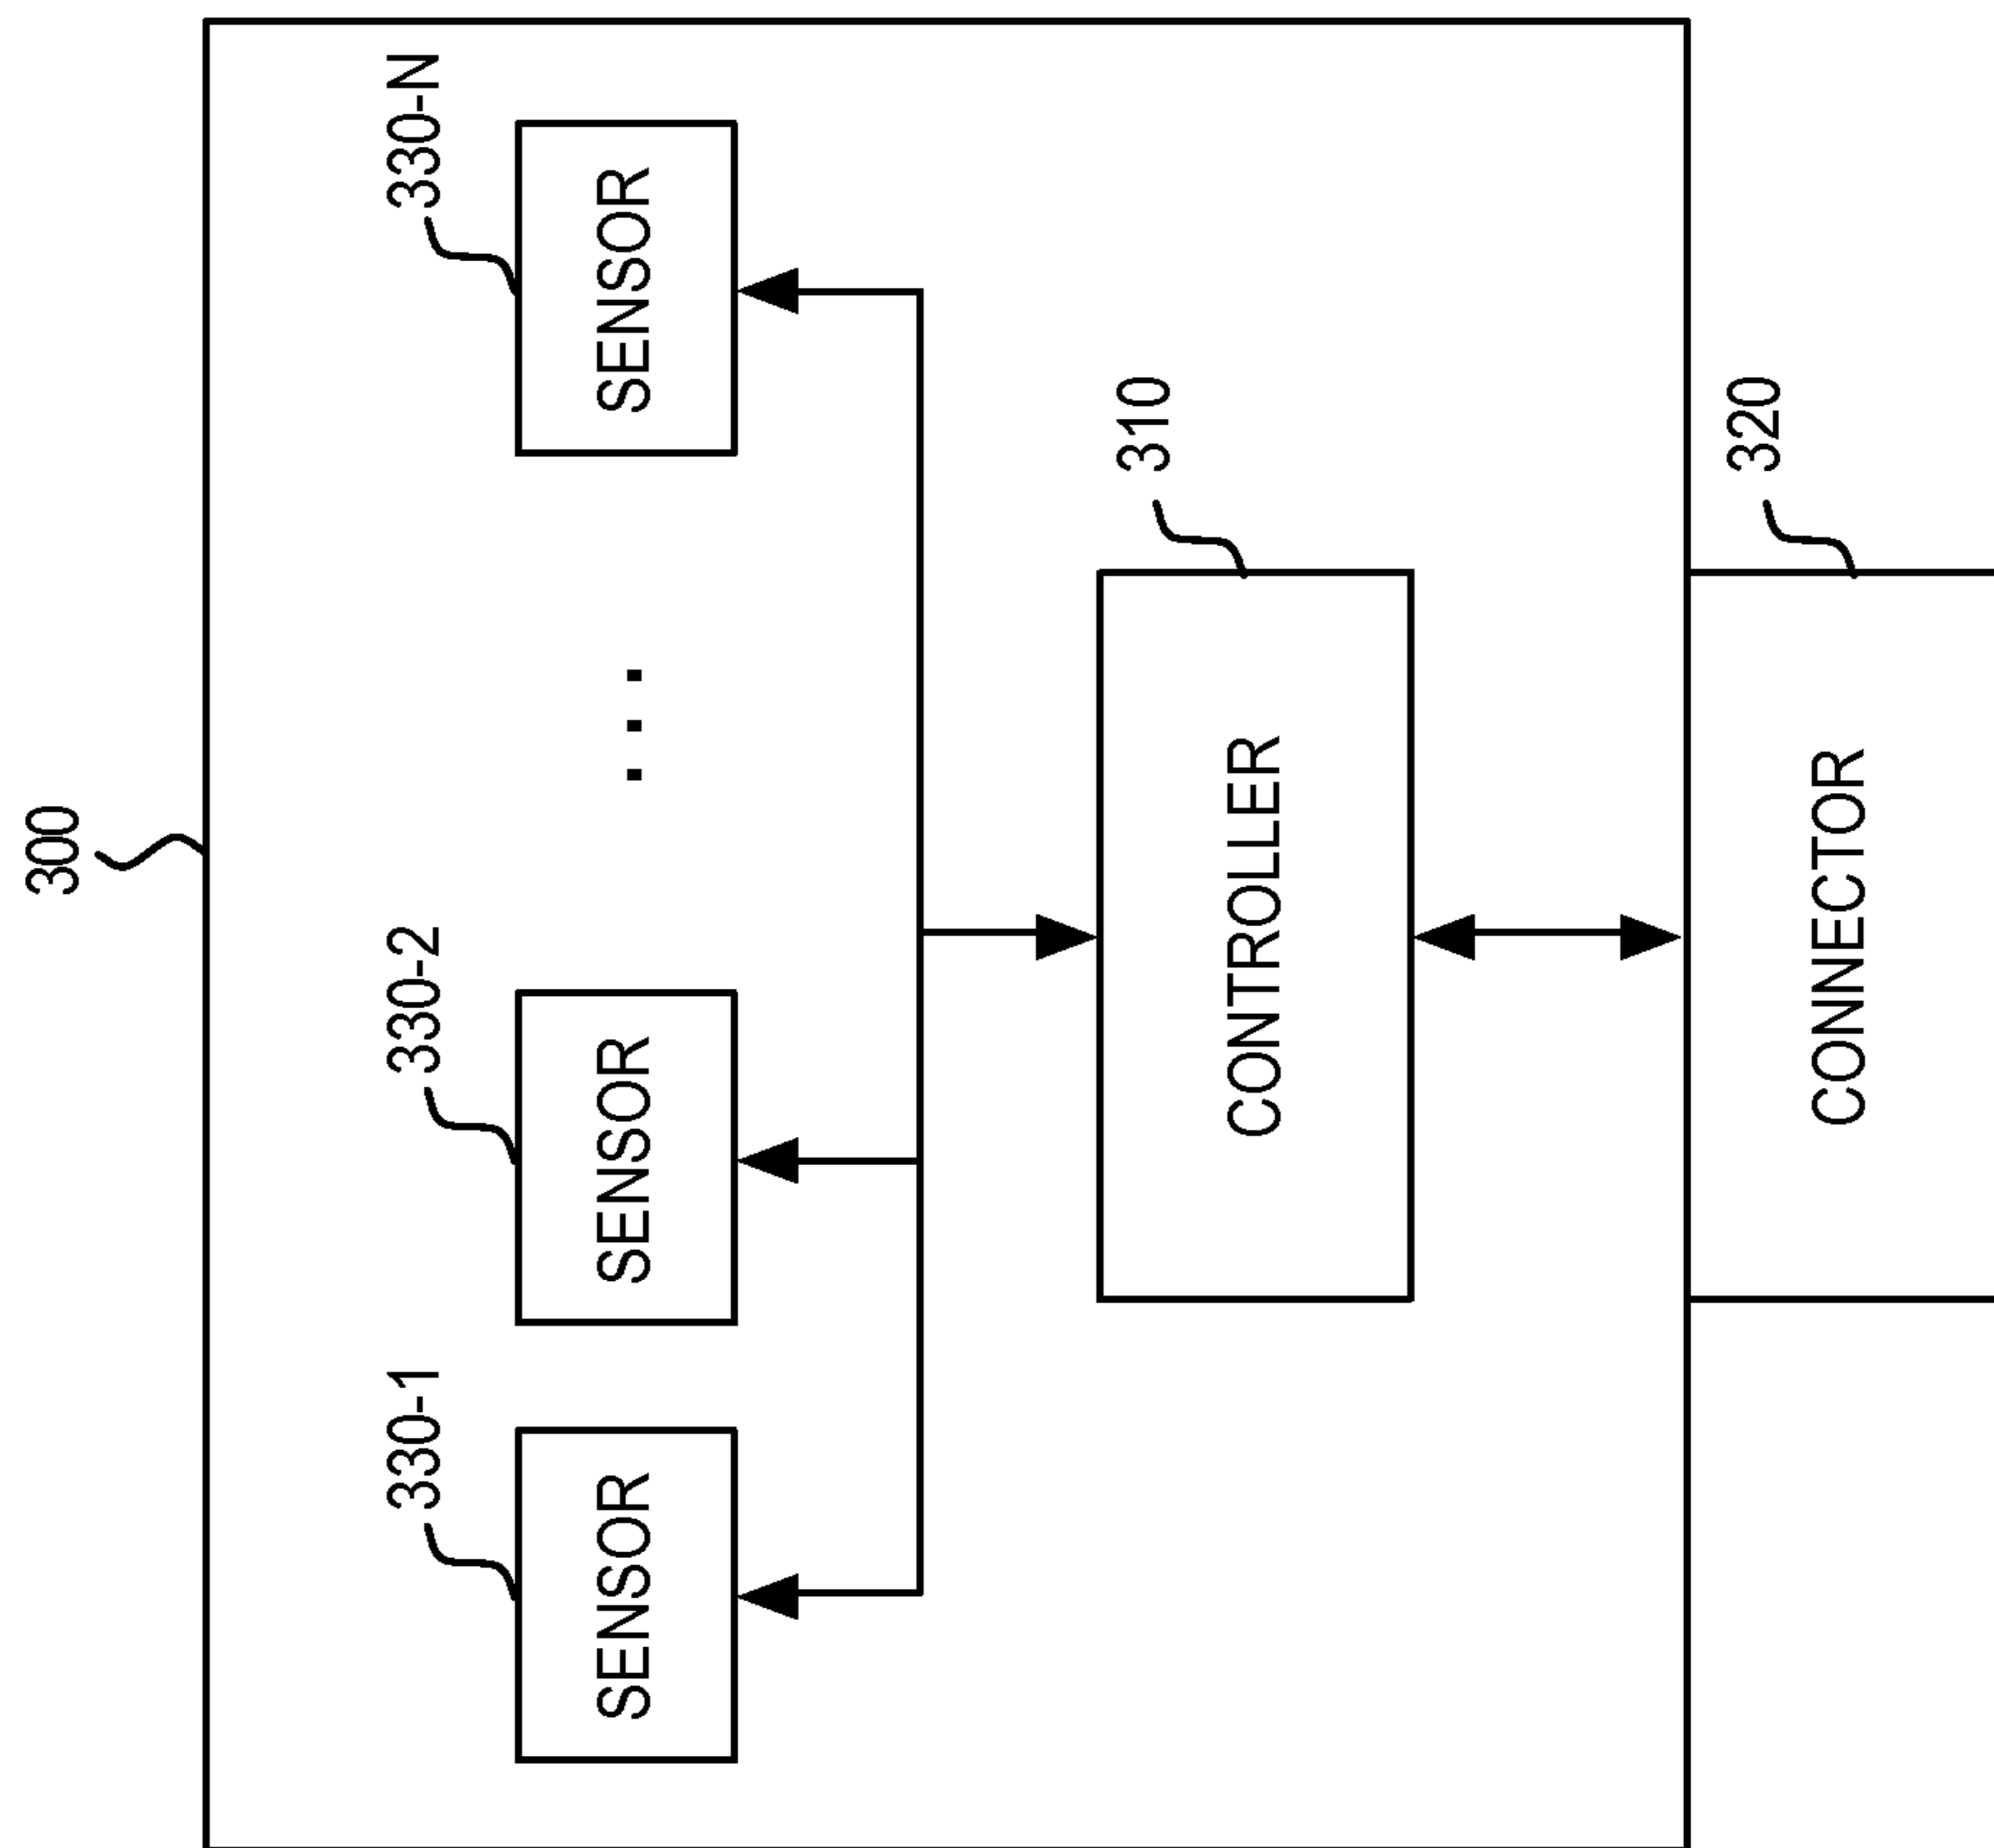 300
330-1
330-2
330-N
SENSOR
SENSOR
...
SENSOR
310
CONTROLLER
320
CONNECTOR